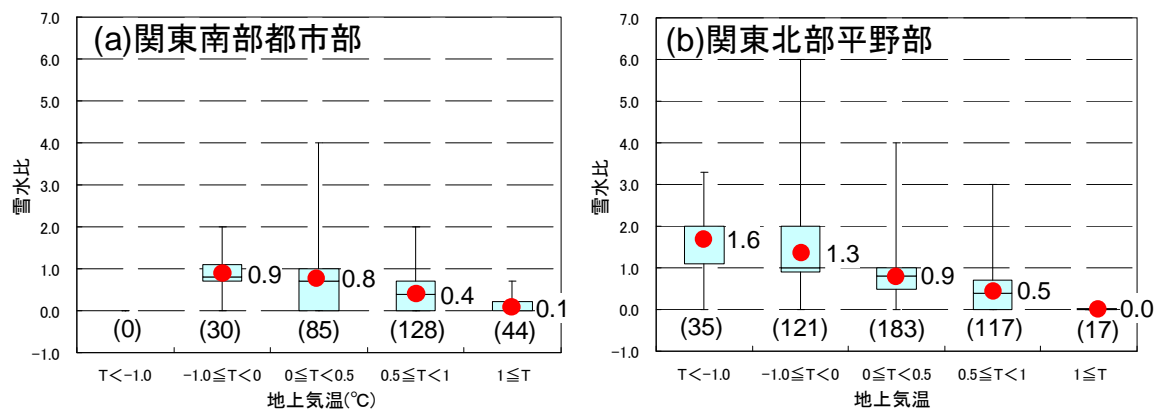 (a)関東南部都市部
雪水比
7.0
6.0
5.0
4.0
3.0
2.0
1.0
0.0
-1.0
0.9
0.8
0.4
0.1
(0)
(30)
(85)
(128)
(44)
T<-1.0
-1.0≦T<0
0≦T<0.5
0.5≦T<1
1≦T
地上気温(℃)
(b)関東北部平野部
雪水比
7.0
6.0
5.0
4.0
3.0
2.0
1.0
0.0
-1.0
1.6
1.3
0.9
0.5
0.0
(35)
(121)
(183)
(117)
(17)
T<-1.0
-1.0≦T<0
0≦T<0.5
0.5≦T<1
1≦T
地上気温